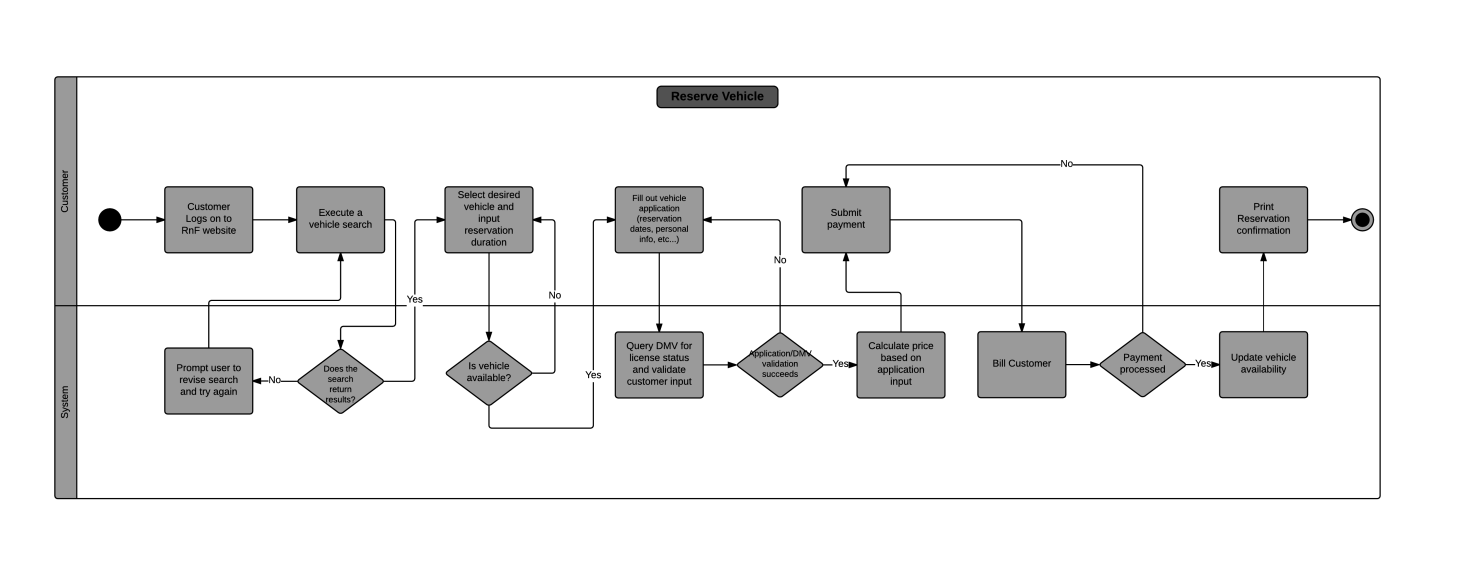 Reserve Vehicle
Customer
System
Customer
Logs on to
RnF website
Execute a
vehicle search
Select desired
vehicle and
input
reservation
duration
Fill out vehicle
application
(reservation
dates, personal
info, etc...)
Submit
payment
Print
Reservation
confirmation
No
No
No
Yes
Yes
Prompt user to
revise search
and try again
No
Does the
search
return
results?
Is vehicle
available?
Query DMV for
license status
and validate
customer input
Application/DMV
validation
succeeds
Yes
Calculate price
based on
application
input
Bill Customer
Payment
processed
Yes
Update vehicle
availability